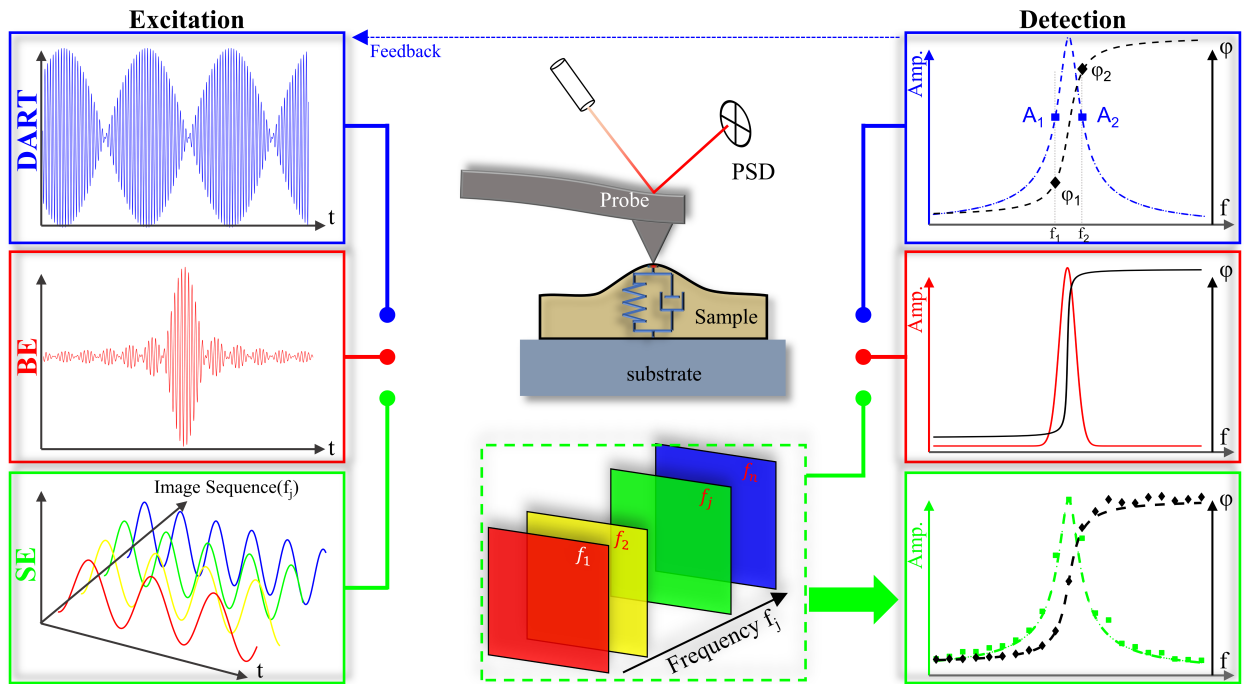 Excitation
Detection
Feedback
DART
t
Probe
PSD
Sample
substrate
Amp.
φ
φ₂
A₁
A₂
φ₁
f
f₁
f₂
BE
t
Amp.
φ
f
SE
Image Sequence(fⱼ)
t
f₁
f₂
fⱼ
fₙ
Frequency fⱼ
Amp.
φ
f